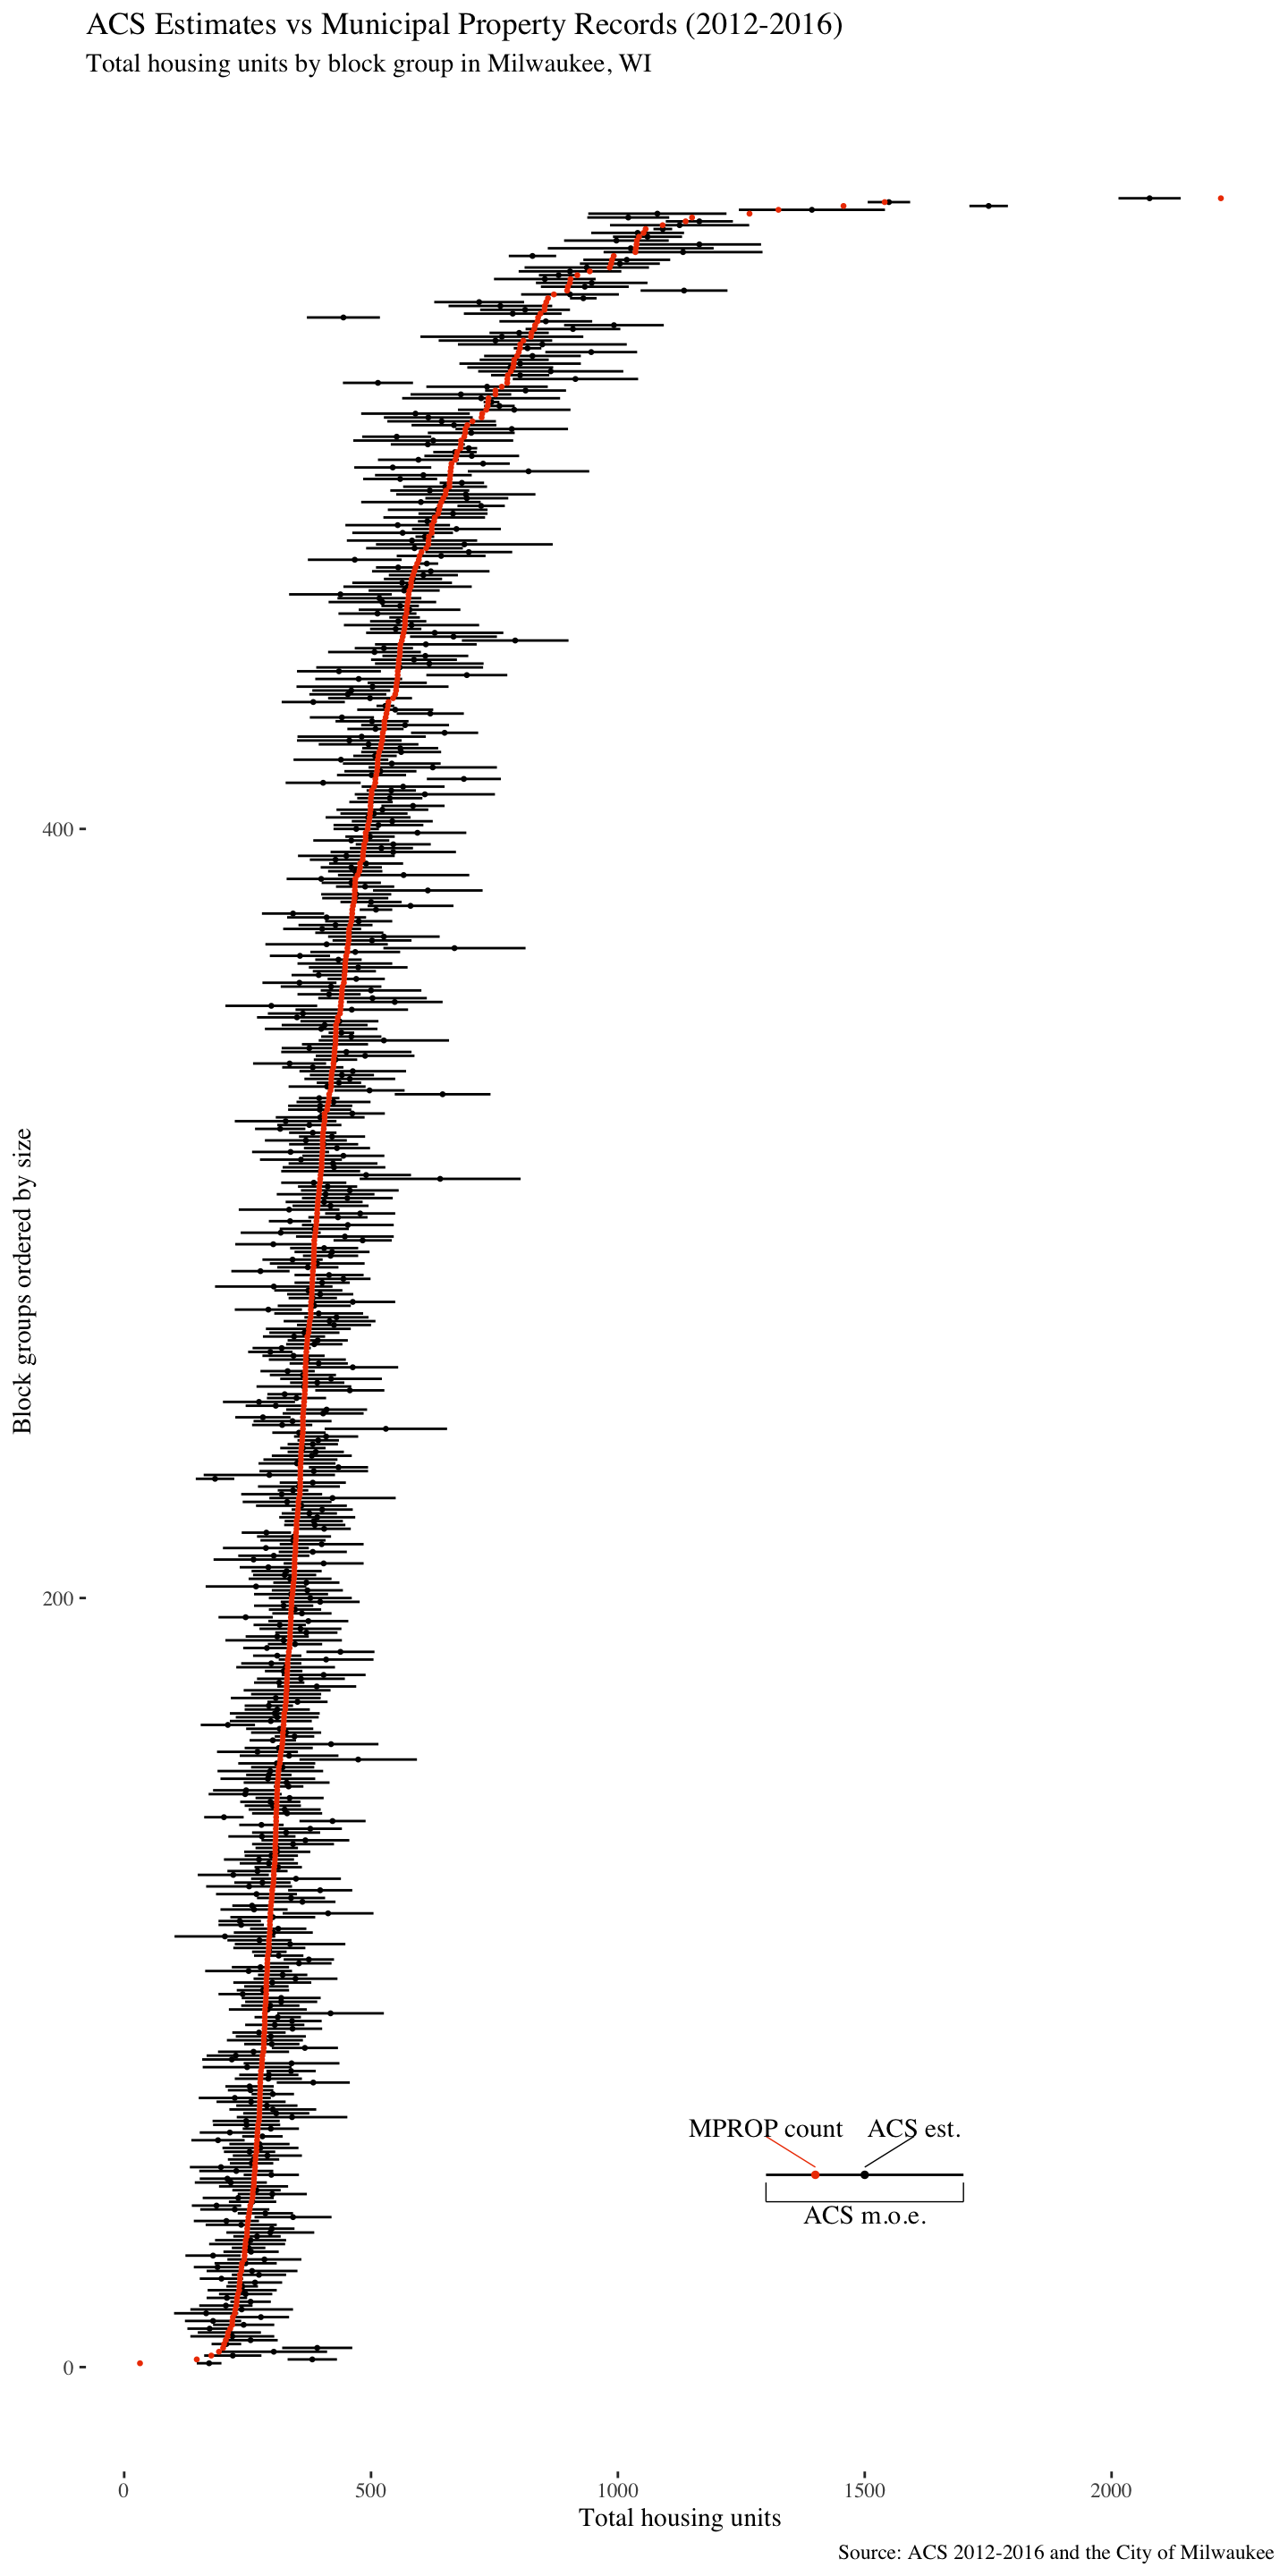 ACS Estimates vs Municipal Property Records (2012-2016)
Total housing units by block group in Milwaukee, WI
Block groups ordered by size
400
200
0
MPROP count
ACS est.
ACS m.o.e.
0 500 1000 1500 2000
Total housing units
Source: ACS 2012-2016 and the City of Milwaukee